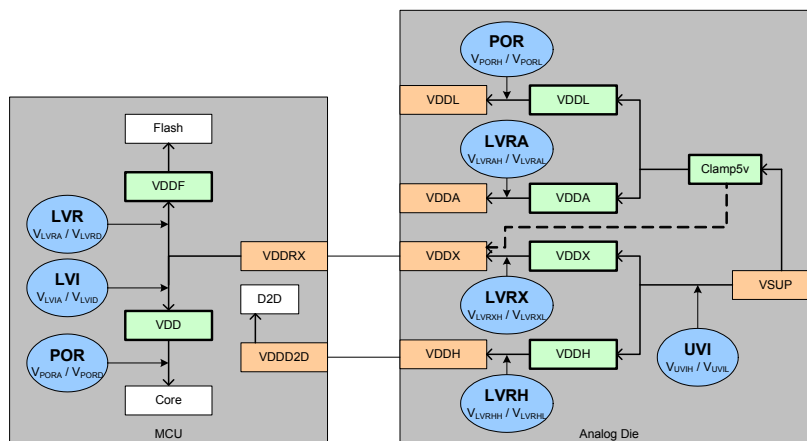 POR
VPORH / VPORL
VDDL
VDDL
LVRA
VLVRAH / VLVRAL
Clamp5v
VDDA
VDDA
Flash
VDDF
LVR
VLVRA / VLVRD
VDDRX
VDDX
VDDX
LVI
VLVIA / VLVID
D2D
LVRX
VLVRXH / VLVRXL
VSUP
VDD
VDDD2D
VDDH
VDDH
UVI
VUVIH / VUVIL
POR
VPORA / VPORD
Core
LVRH
VLVRHH / VLVRHL
MCU
Analog Die